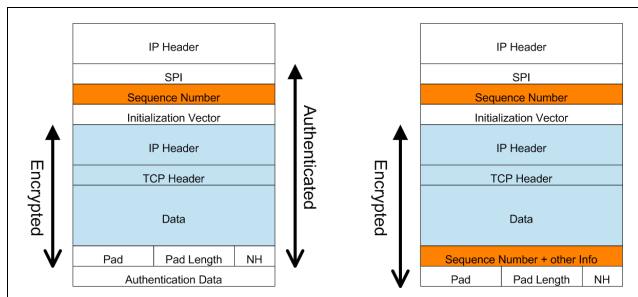 IP Header
SPI
Sequence Number
Initialization Vector
IP Header
TCP Header
Data
Pad Pad Length NH
Authentication Data
Encrypted
Authenticated
IP Header
SPI
Sequence Number
Initialization Vector
IP Header
TCP Header
Data
Sequence Number + other Info
Pad Pad Length NH
Encrypted